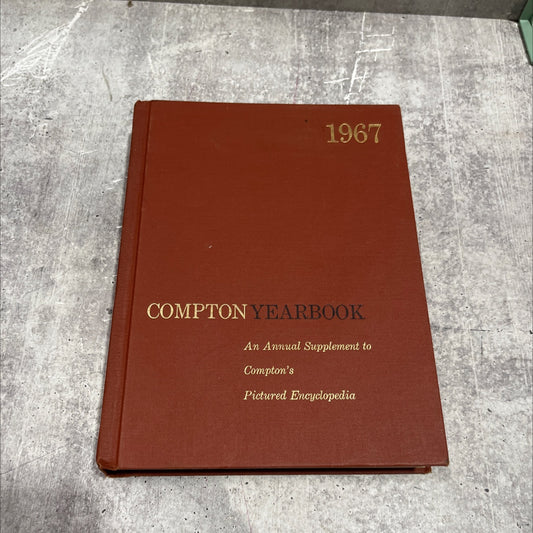 1967
COMPTON YEARBOOK
An Annual Supplement to
Compton's
Pictured Encyclopedia